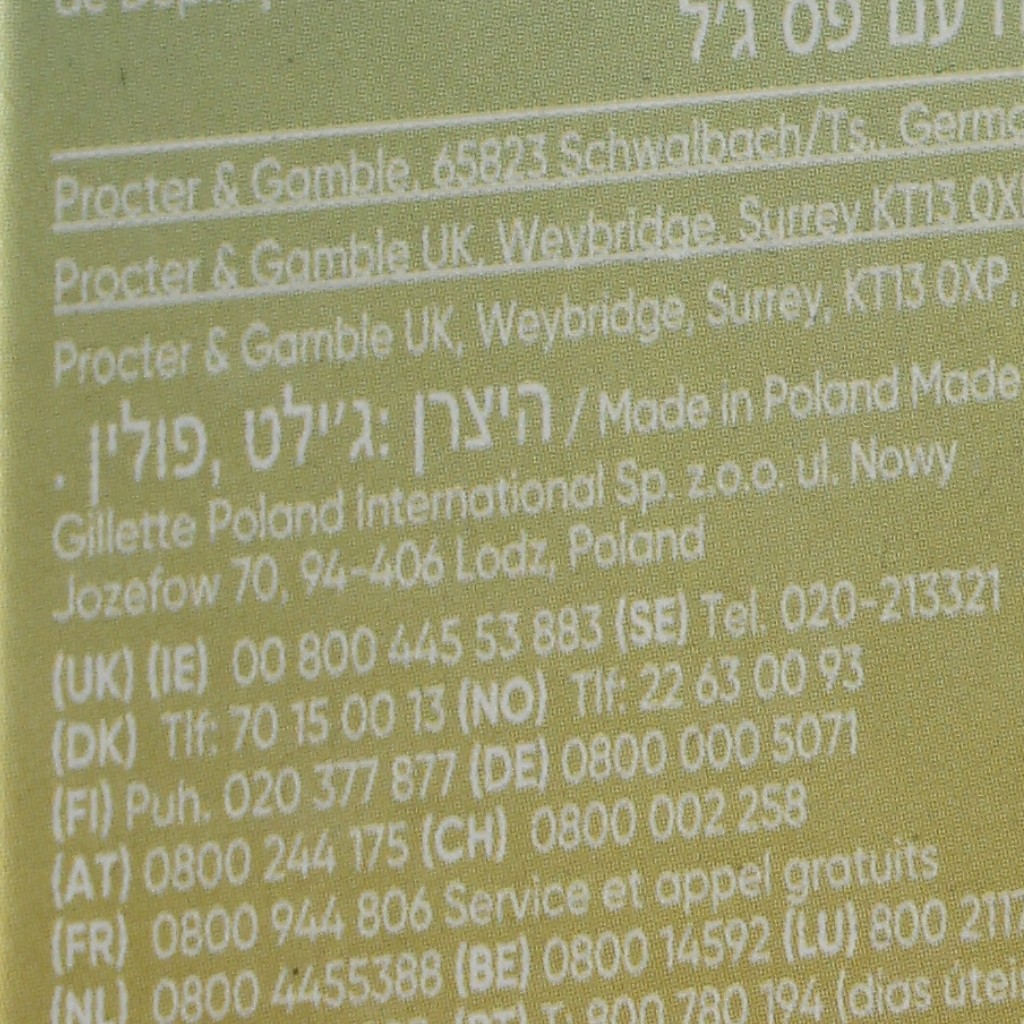 עם פס ג'ל
Procter & Gamble, 65823 Schwalbach/Ts.,
Procter & Gamble UK, Weybridge, Surrey KT13
Procter & Gamble UK, Weybridge, Surrey, KT13 0XP,
היצרן: ג'ילט, פולין. / Made in Poland Made
Gillette Poland International Sp. z.o.o. ul. Nowy
Jozefow 70, 94-406 Lodz, Poland
(UK) (IE) 00 800 445 53 883 (SE) Tel. 020-213321
(DK) Tlf: 70 15 00 13 (NO) Tlf: 22 63 00 93
(FI) Puh. 020 377 877 (DE) 0800 000 5071
(AT) 0800 244 175 (CH) 0800 002 258
(FR) 0800 944 806 Service et appel gratuits
(NL) 0800 4455388 (BE) 0800 14592 (LU) 800
T: 800 780 194 (dias